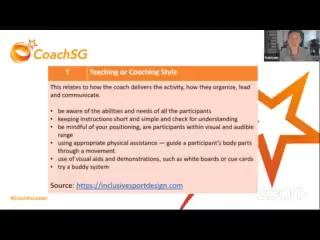 CoachSG
T Teaching or Coaching Style
This relates to how the coach delivers the activity, how they organize, lead
and communicate.
• be aware of the abilities and needs of all the participants
• keeping instructions short and simple and check for understanding
• be mindful of your positioning, are participants within visual and audible
range
• using appropriate physical assistance — guide a participant's body parts
through a movement
• use of visual aids and demonstrations, such as white boards or cue cards
• try a buddy system
Source: https://inclusivesportdesign.com
zoom